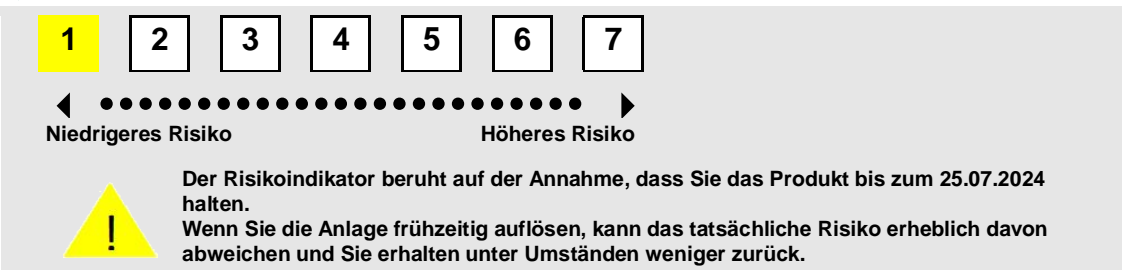 1 2 3 4 5 6 7
Niedrigeres Risiko Höheres Risiko
Der Risikoindikator beruht auf der Annahme, dass Sie das Produkt bis zum 25.07.2024
halten.
Wenn Sie die Anlage frühzeitig auflösen, kann das tatsächliche Risiko erheblich davon
abweichen und Sie erhalten unter Umständen weniger zurück.
!